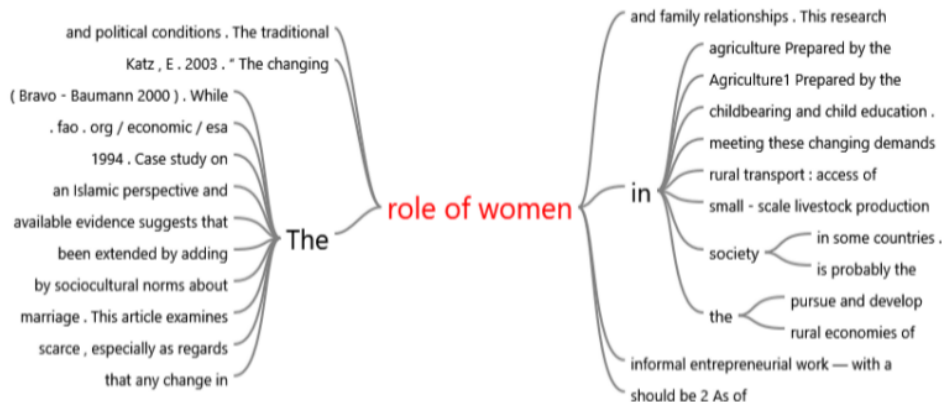 and political conditions . The traditional
Katz , E . 2003 . " The changing
( Bravo - Baumann 2000 ) . While
. fao . org / economic / esa
1994 . Case study on
an Islamic perspective and
available evidence suggests that
been extended by adding
by sociocultural norms about
marriage . This article examines
scarce , especially as regards
that any change in
The
role of women
and family relationships . This research
in
agriculture Prepared by the
Agriculture1 Prepared by the
childbearing and child education .
meeting these changing demands
rural transport : access of
small - scale livestock production
society
in some countries .
is probably the
the
pursue and develop
rural economies of
informal entrepreneurial work — with a
should be 2 As of